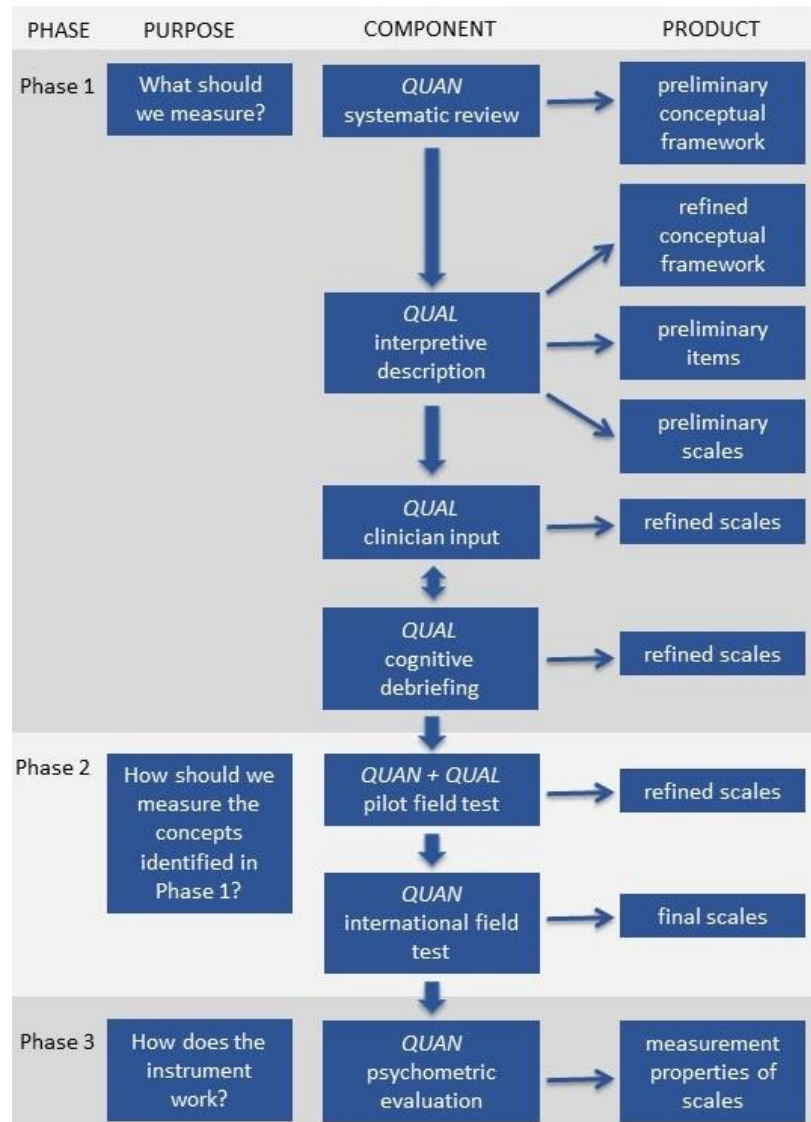 PHASE PURPOSE COMPONENT PRODUCT
Phase 1
What should
we measure?
QUAN
systematic review
preliminary
conceptual
framework
refined
conceptual
framework
QUAL
interpretive
description
preliminary
items
preliminary
scales
QUAL
clinician input
refined scales
QUAL
cognitive
debriefing
refined scales
Phase 2
How should we
measure the
concepts
identified in
Phase 1?
QUAN + QUAL
pilot field test
refined scales
QUAN
international field
test
final scales
Phase 3
How does the
instrument
work?
QUAN
psychometric
evaluation
measurement
properties of
scales